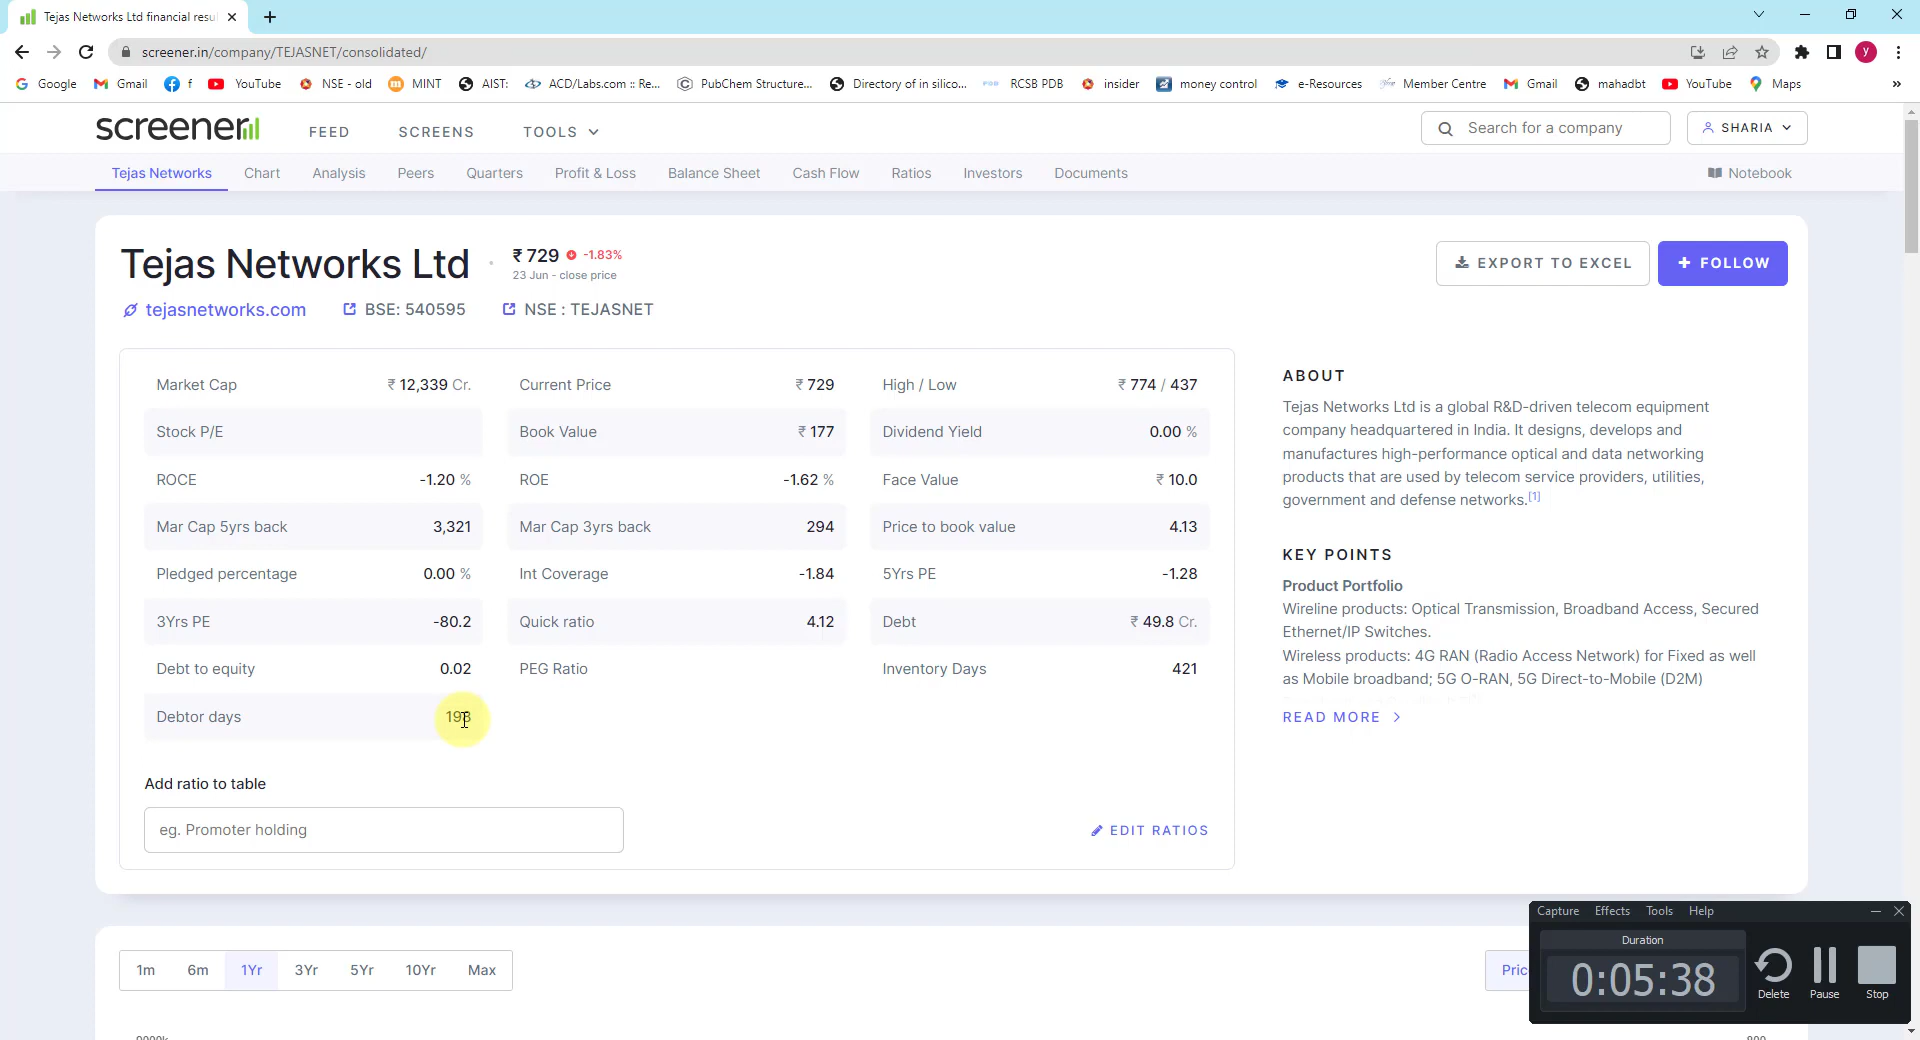 Tejas Networks Ltd financial resu
screener.in/company/TEJASNET/consolidated/
y
Google Gmail f YouTube NSE - old MINT AIST: ACD/Labs.com :: Re... PubChem Structure... Directory of in silico... RCSB PDB insider money control e-Resources Member Centre Gmail mahadbt YouTube Maps »
screener FEED SCREENS TOOLS Search for a company SHARIA
Tejas Networks Chart Analysis Peers Quarters Profit & Loss Balance Sheet Cash Flow Ratios Investors Documents Notebook
Tejas Networks Ltd ₹ 729 -1.83%
23 Jun - close price
EXPORT TO EXCEL + FOLLOW
tejasnetworks.com BSE: 540595 NSE : TEJASNET
Market Cap ₹ 12,339 Cr. Current Price ₹ 729 High / Low ₹ 774 / 437
Stock P/E Book Value ₹ 177 Dividend Yield 0.00 %
ROCE -1.20 % ROE -1.62 % Face Value ₹ 10.0
Mar Cap 5yrs back 3,321 Mar Cap 3yrs back 294 Price to book value 4.13
Pledged percentage 0.00 % Int Coverage -1.84 5Yrs PE -1.28
3Yrs PE -80.2 Quick ratio 4.12 Debt ₹ 49.8 Cr.
Debt to equity 0.02 PEG Ratio Inventory Days 421
Debtor days
Add ratio to table
eg. Promoter holding
EDIT RATIOS
ABOUT
Tejas Networks Ltd is a global R&D-driven telecom equipment
company headquartered in India. It designs, develops and
manufactures high-performance optical and data networking
products that are used by telecom service providers, utilities,
government and defense networks.[1]
KEY POINTS
Product Portfolio
Wireline products: Optical Transmission, Broadband Access, Secured
Ethernet/IP Switches.
Wireless products: 4G RAN (Radio Access Network) for Fixed as well
as Mobile broadband; 5G O-RAN, 5G Direct-to-Mobile (D2M)
READ MORE
1m 6m 1Yr 3Yr 5Yr 10Yr Max
Capture Effects Tools Help
Duration
0:05:38
Delete Pause Stop